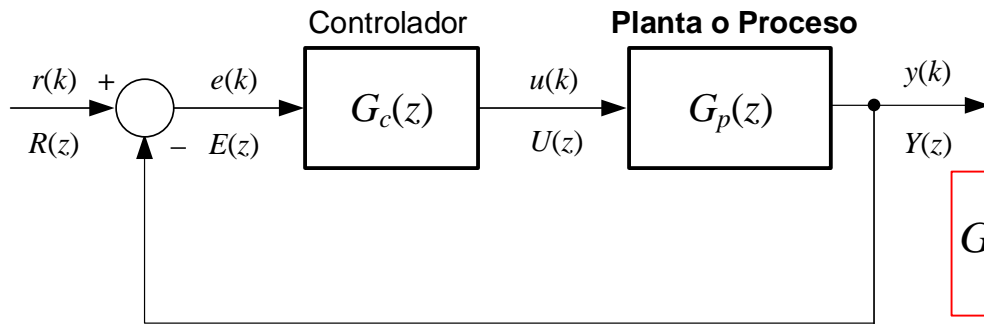 Controlador
Planta o Proceso
r(k)
+
e(k)
u(k)
y(k)
G_c(z)
G_p(z)
R(z)
−
E(z)
U(z)
Y(z)
G